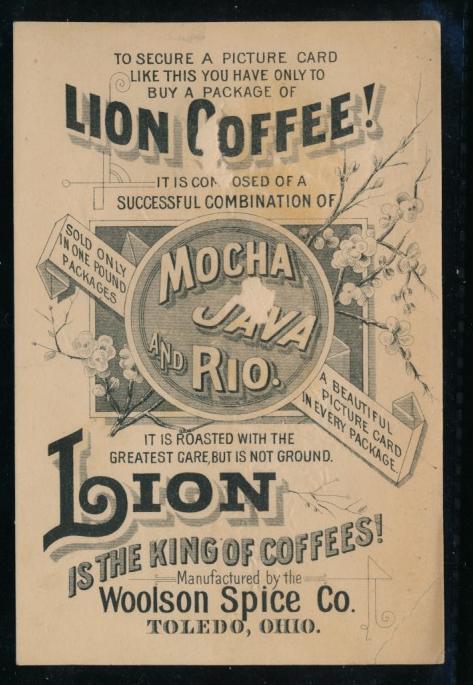 TO SECURE A PICTURE CARD
LIKE THIS YOU HAVE ONLY TO
BUY A PACKAGE OF
LION COFFEE!
IT IS COMPOSED OF A
SUCCESSFUL COMBINATION OF
SOLD ONLY
IN ONE POUND
PACKAGES
MOCHA
JAVA
AND RIO.
A BEAUTIFUL
PICTURE CARD
IN EVERY PACKAGE.
IT IS ROASTED WITH THE
GREATEST CARE, BUT IS NOT GROUND.
LION
IS THE KING OF COFFEES!
Manufactured by the
Woolson Spice Co.
TOLEDO, OHIO.